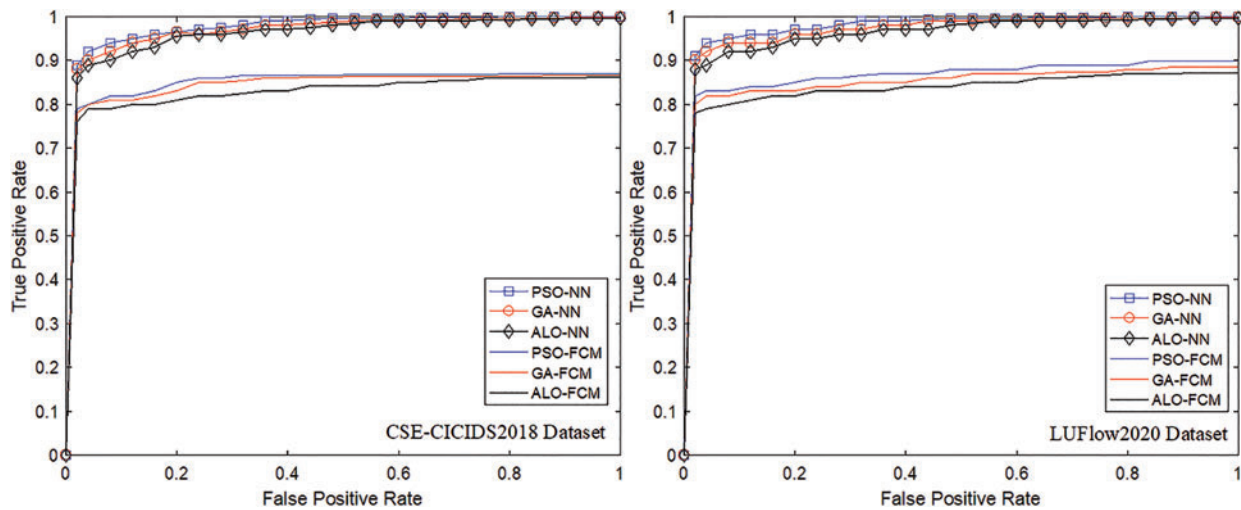 1
0.9
0.8
0.7
0.6
0.5
0.4
0.3
0.2
0.1
0
True Positive Rate
PSO-NN
GA-NN
ALO-NN
PSO-FCM
GA-FCM
ALO-FCM
CSE-CICIDS2018 Dataset
0 0.2 0.4 0.6 0.8 1
False Positive Rate
1
0.9
0.8
0.7
0.6
0.5
0.4
0.3
0.2
0.1
0
True Positive Rate
PSO-NN
GA-NN
ALO-NN
PSO-FCM
GA-FCM
ALO-FCM
LUFlow2020 Dataset
0 0.2 0.4 0.6 0.8 1
False Positive Rate